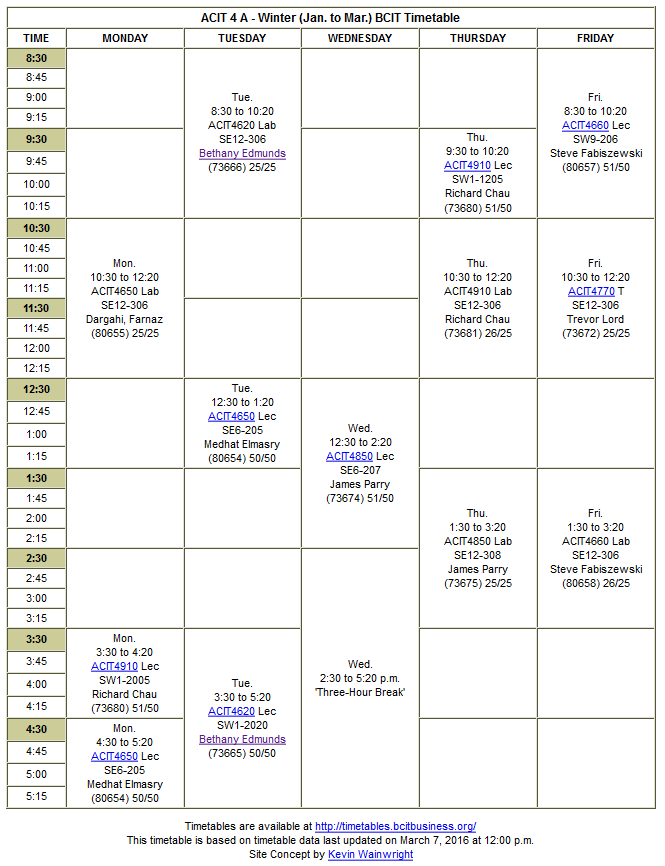 ACIT 4 A - Winter (Jan. to Mar.) BCIT Timetable
TIME MONDAY TUESDAY WEDNESDAY THURSDAY FRIDAY
8:30
8:45
9:00
9:15
9:30
9:45
10:00
10:15
10:30
10:45
11:00
11:15
11:30
11:45
12:00
12:15
12:30
12:45
1:00
1:15
1:30
1:45
2:00
2:15
2:30
2:45
3:00
3:15
3:30
3:45
4:00
4:15
4:30
4:45
5:00
5:15
Mon.
10:30 to 12:20
ACIT4650 Lab
SE12-306
Dargahi, Farnaz
(80655) 25/25
Mon.
3:30 to 4:20
ACIT4910 Lec
SW1-2005
Richard Chau
(73680) 51/50
Mon.
4:30 to 5:20
ACIT4650 Lec
SE6-205
Medhat Elmasry
(80654) 50/50
Tue.
8:30 to 10:20
ACIT4620 Lab
SE12-306
Bethany Edmunds
(73666) 25/25
Tue.
12:30 to 1:20
ACIT4650 Lec
SE6-205
Medhat Elmasry
(80654) 50/50
Tue.
3:30 to 5:20
ACIT4620 Lec
SW1-2020
Bethany Edmunds
(73665) 50/50
Wed.
12:30 to 2:20
ACIT4850 Lec
SE6-207
James Parry
(73674) 51/50
Wed.
2:30 to 5:20 p.m.
'Three-Hour Break'
Thu.
9:30 to 10:20
ACIT4910 Lec
SW1-1205
Richard Chau
(73680) 51/50
Thu.
10:30 to 12:20
ACIT4910 Lab
SE12-306
Richard Chau
(73681) 26/25
Thu.
1:30 to 3:20
ACIT4850 Lab
SE12-308
James Parry
(73675) 25/25
Fri.
8:30 to 10:20
ACIT4660 Lec
SW9-206
Steve Fabiszewski
(80657) 51/50
Fri.
10:30 to 12:20
ACIT4770 T
SE12-306
Trevor Lord
(73672) 25/25
Fri.
1:30 to 3:20
ACIT4660 Lab
SE12-306
Steve Fabiszewski
(80658) 26/25
Timetables are available at http://timetables.bcitbusiness.org/
This timetable is based on timetable data last updated on March 7, 2016 at 12:00 p.m.
Site Concept by Kevin Wainwright